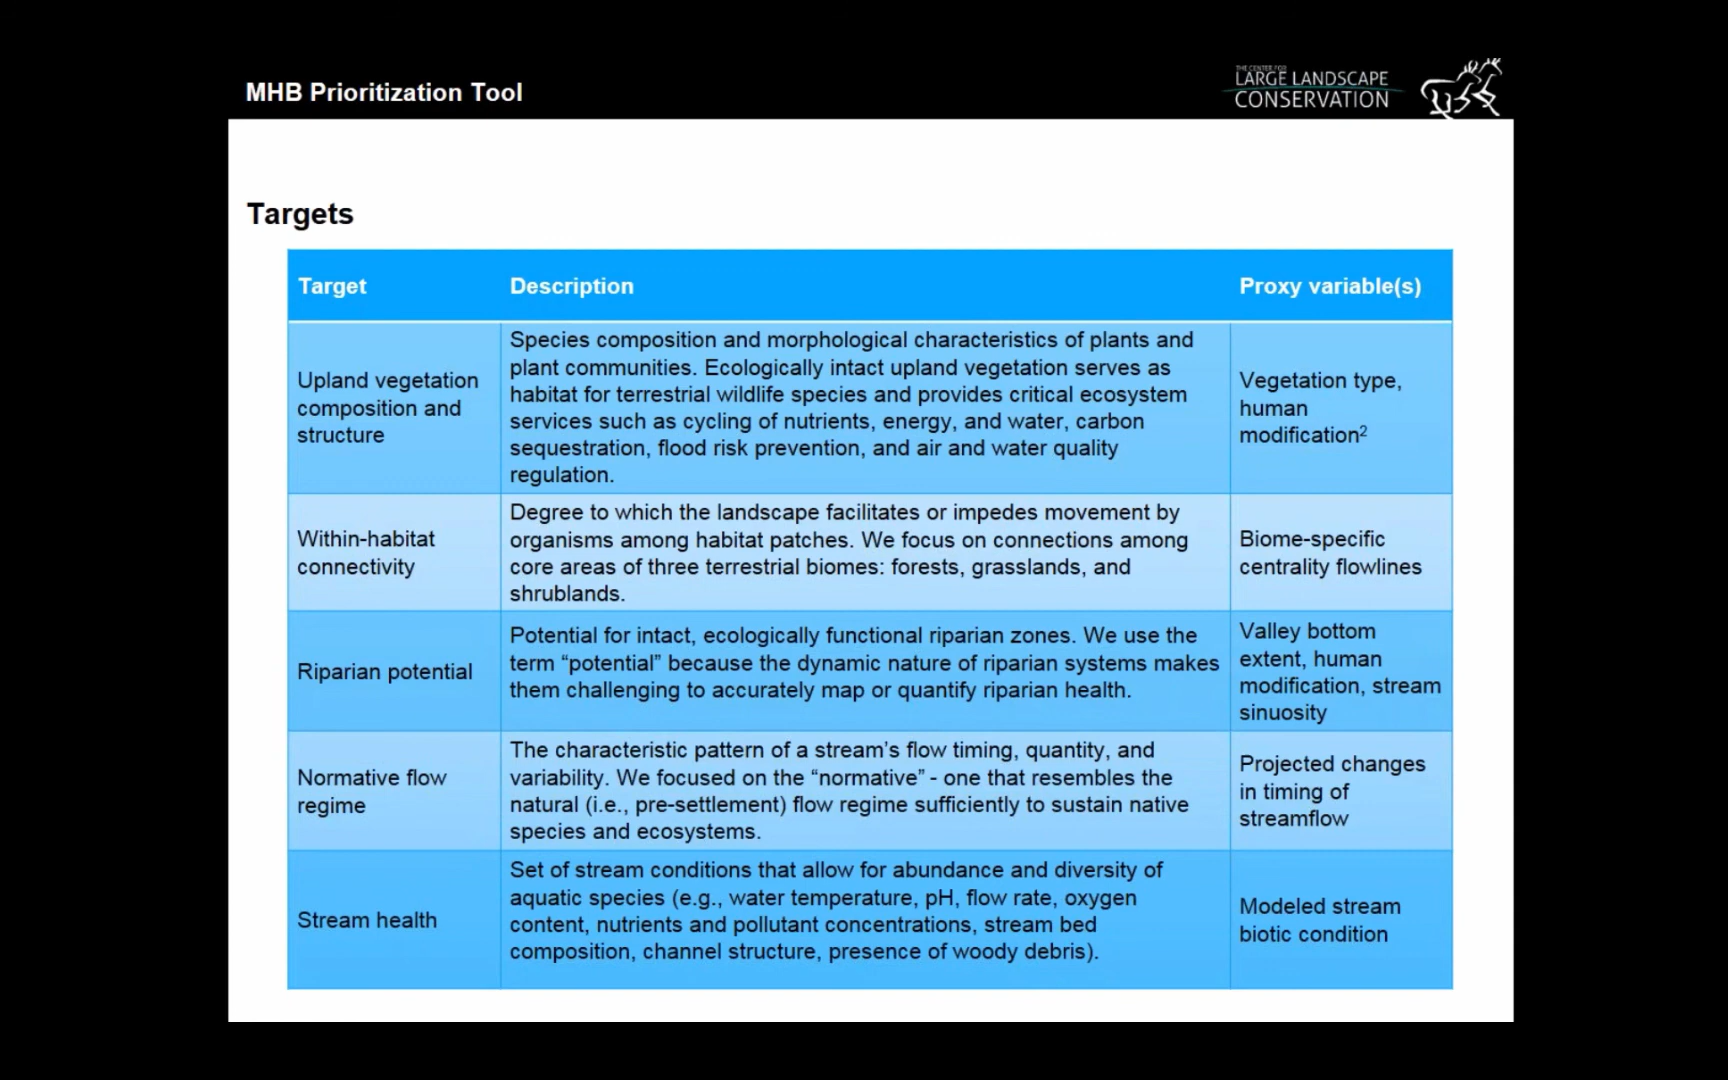 MHB Prioritization Tool
THE CENTER FOR
LARGE LANDSCAPE
CONSERVATION
Targets
Target
Description
Proxy variable(s)
Upland vegetation
composition and
structure
Species composition and morphological characteristics of plants and
plant communities. Ecologically intact upland vegetation serves as
habitat for terrestrial wildlife species and provides critical ecosystem
services such as cycling of nutrients, energy, and water, carbon
sequestration, flood risk prevention, and air and water quality
regulation.
Vegetation type,
human
modification²
Within-habitat
connectivity
Degree to which the landscape facilitates or impedes movement by
organisms among habitat patches. We focus on connections among
core areas of three terrestrial biomes: forests, grasslands, and
shrublands.
Biome-specific
centrality flowlines
Riparian potential
Potential for intact, ecologically functional riparian zones. We use the
term “potential” because the dynamic nature of riparian systems makes
them challenging to accurately map or quantify riparian health.
Valley bottom
extent, human
modification, stream
sinuosity
Normative flow
regime
The characteristic pattern of a stream’s flow timing, quantity, and
variability. We focused on the “normative” - one that resembles the
natural (i.e., pre-settlement) flow regime sufficiently to sustain native
species and ecosystems.
Projected changes
in timing of
streamflow
Stream health
Set of stream conditions that allow for abundance and diversity of
aquatic species (e.g., water temperature, pH, flow rate, oxygen
content, nutrients and pollutant concentrations, stream bed
composition, channel structure, presence of woody debris).
Modeled stream
biotic condition